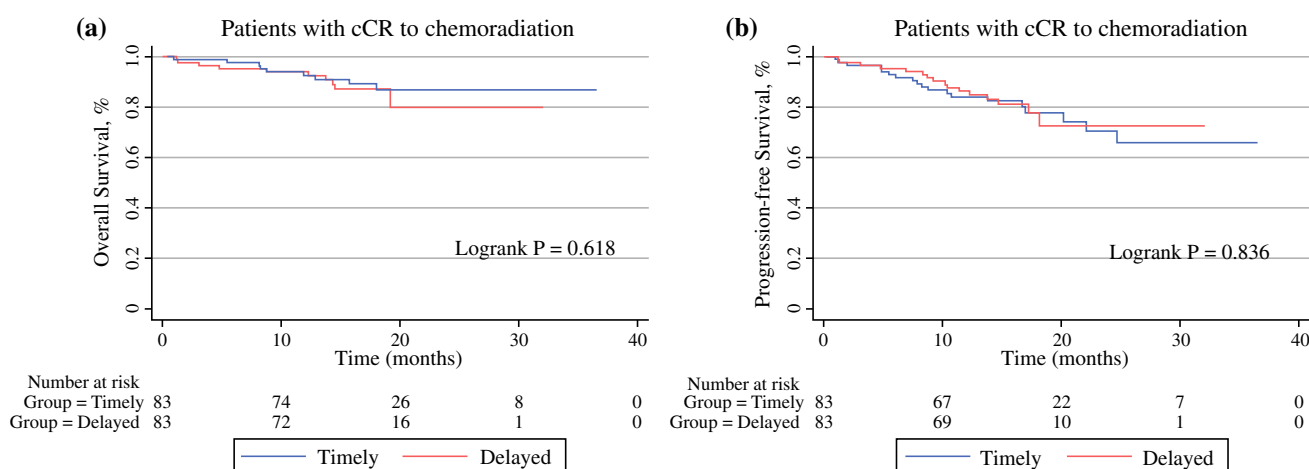 (a)
Patients with cCR to chemoradiation
Overall Survival, %
1.0
0.8
0.6
0.4
0.2
0
Logrank P = 0.618
0 10 20 30 40
Time (months)
Number at risk
Group = Timely 83 74 26 8 0
Group = Delayed 83 72 16 1 0
Timely Delayed
(b)
Patients with cCR to chemoradiation
Progression-free Survival, %
1.0
0.8
0.6
0.4
0.2
0
Logrank P = 0.836
0 10 20 30 40
Time (months)
Number at risk
Group = Timely 83 67 22 7 0
Group = Delayed 83 69 10 1 0
Timely Delayed